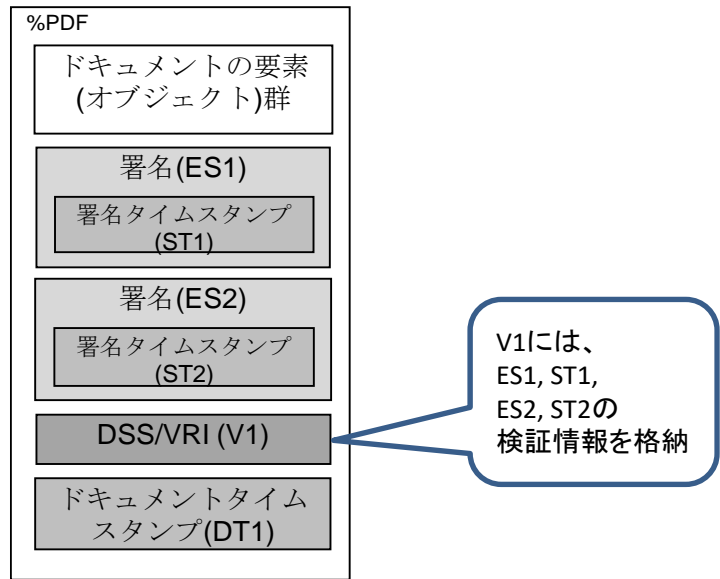 %PDF
ドキュメントの要素
(オブジェクト)群
署名(ES1)
署名タイムスタンプ
(ST1)
署名(ES2)
署名タイムスタンプ
(ST2)
DSS/VRI (V1)
ドキュメントタイム
スタンプ(DT1)
V1には、
ES1, ST1,
ES2, ST2の
検証情報を格納